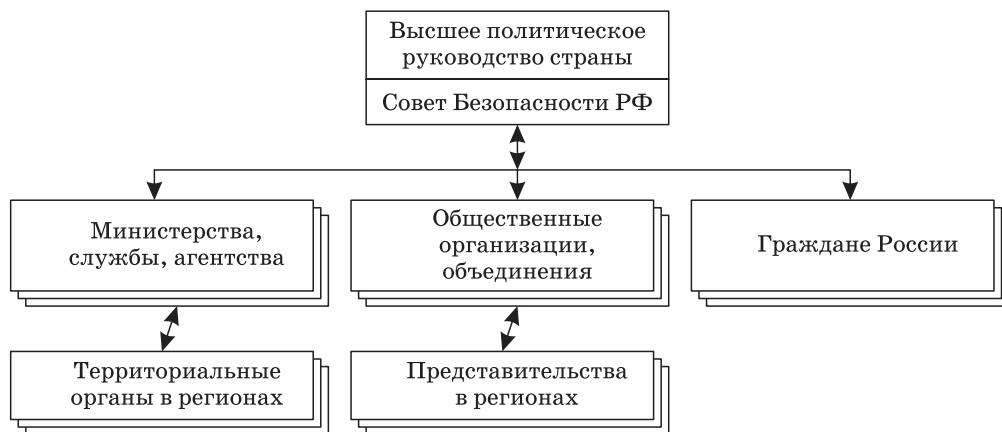 Высшее политическое
руководство страны
Совет Безопасности РФ
Министерства,
службы, агентства
Общественные
организации,
объединения
Граждане России
Территориальные
органы в регионах
Представительства
в регионах